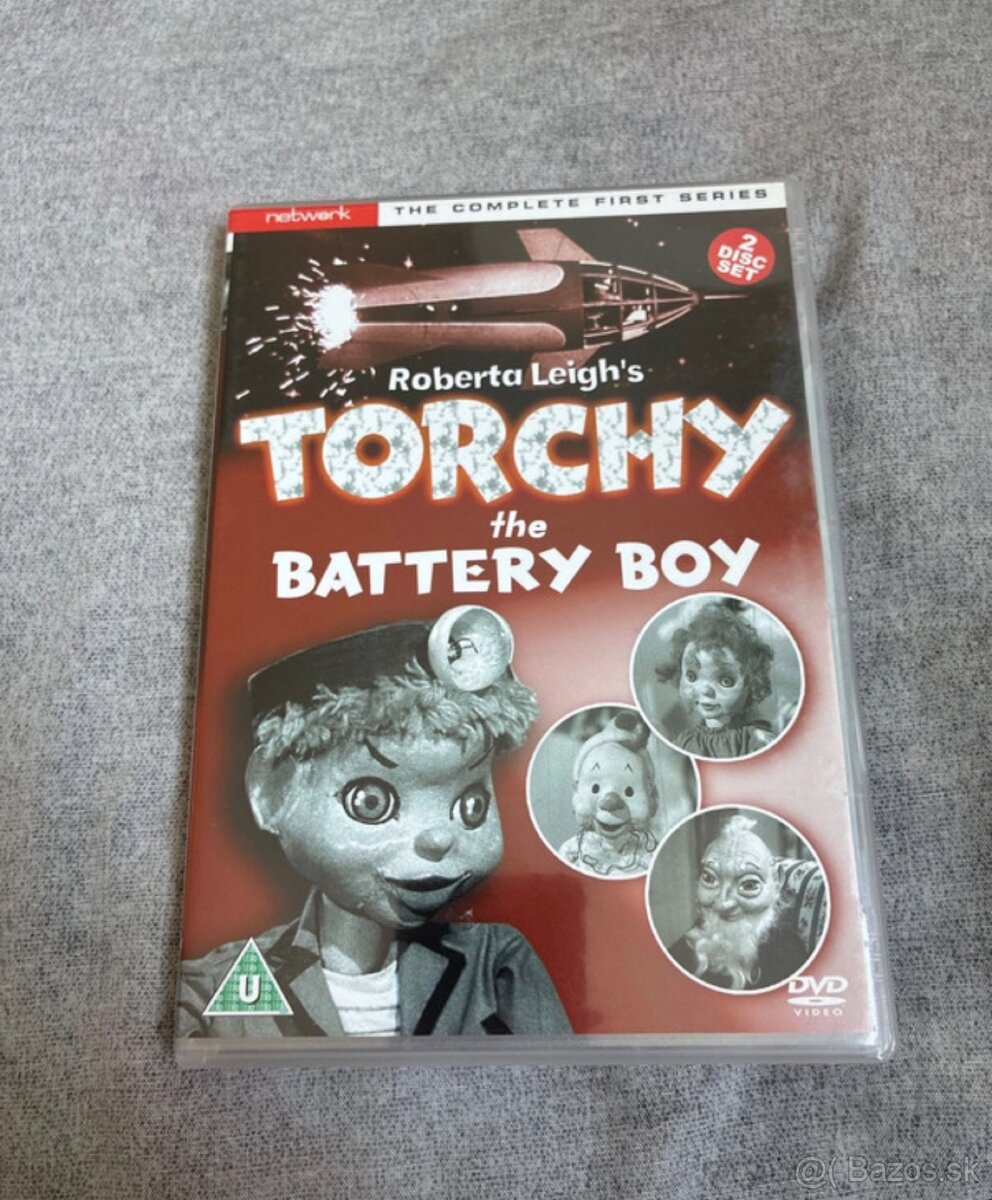 network THE COMPLETE FIRST SERIES
2
DISC
SET
Roberta Leigh's
TORCHY
the
BATTERY BOY
U
DVD
VIDEO
@( Bazos.sk